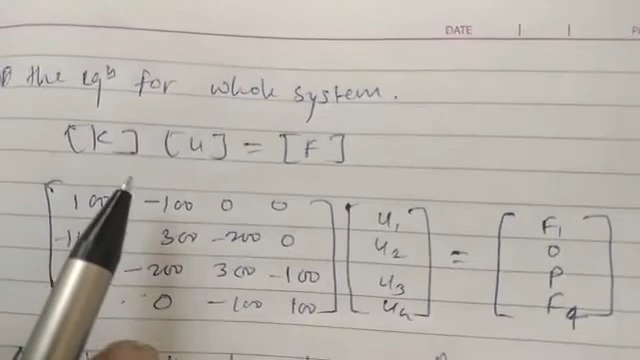 DATE
the eqn for whole system.
[K] [U] = [F]
100 -100 0 0 u1 F1
300 -200 0 u2 = 0
-200 300 -100 u3 P
0 -100 100 u4 F4